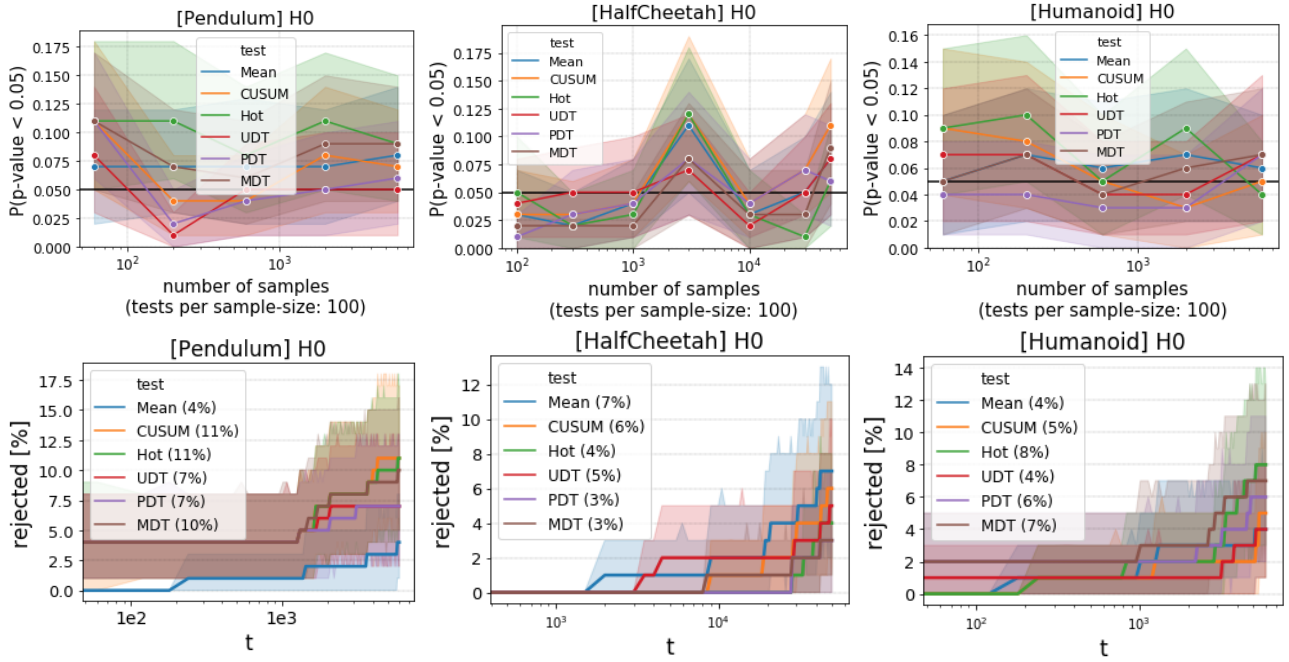 [Pendulum] H0
P(p-value < 0.05)
0.175
0.150
0.125
0.100
0.075
0.050
0.025
0.000
test
Mean
CUSUM
Hot
UDT
PDT
MDT
10²
10³
number of samples
(tests per sample-size: 100)
[HalfCheetah] H0
P(p-value < 0.05)
0.200
0.175
0.150
0.125
0.100
0.075
0.050
0.025
0.000
test
Mean
CUSUM
Hot
UDT
PDT
MDT
10²
10³
10⁴
number of samples
(tests per sample-size: 100)
[Humanoid] H0
P(p-value < 0.05)
0.16
0.14
0.12
0.10
0.08
0.06
0.04
0.02
0.00
test
Mean
CUSUM
Hot
UDT
PDT
MDT
10²
10³
number of samples
(tests per sample-size: 100)
[Pendulum] H0
rejected [%]
17.5
15.0
12.5
10.0
7.5
5.0
2.5
0.0
test
Mean (4%)
CUSUM (11%)
Hot (11%)
UDT (7%)
PDT (7%)
MDT (10%)
1e2
1e3
t
[HalfCheetah] H0
rejected [%]
12
10
8
6
4
2
0
test
Mean (7%)
CUSUM (6%)
Hot (4%)
UDT (5%)
PDT (3%)
MDT (3%)
10³
10⁴
t
[Humanoid] H0
rejected [%]
14
12
10
8
6
4
2
0
test
Mean (4%)
CUSUM (5%)
Hot (8%)
UDT (4%)
PDT (6%)
MDT (7%)
10²
10³
t